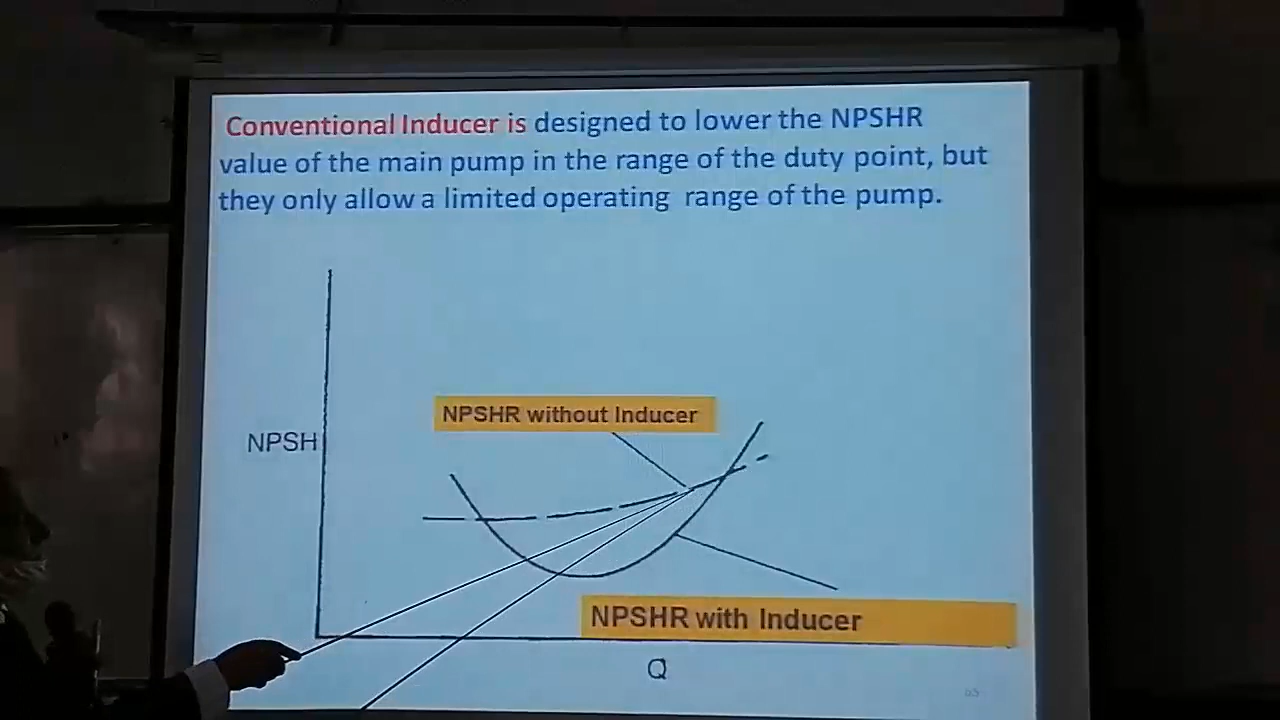 Conventional Inducer is designed to lower the NPSHR
value of the main pump in the range of the duty point, but
they only allow a limited operating range of the pump.
NPSHR without Inducer
NPSH
NPSHR with Inducer
Q
63